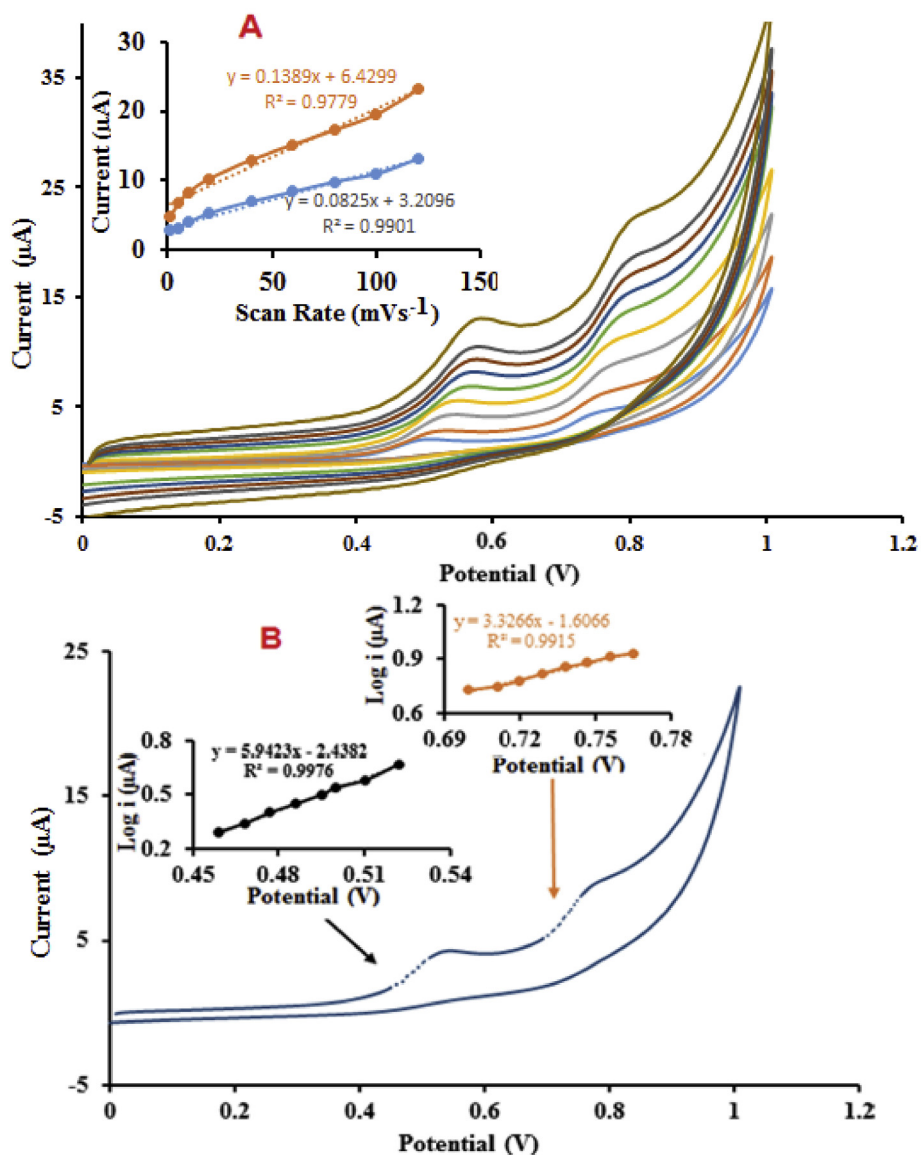 A
30
20
10
0
Current (µA)
y = 0.1389x + 6.4299
R² = 0.9779
y = 0.0825x + 3.2096
R² = 0.9901
0 50 100 150
Scan Rate (mVs-1)
35
25
15
5
-5
Current (µA)
0 0.2 0.4 0.6 0.8 1 1.2
Potential (V)
B
25
15
5
-5
Current (µA)
1.2
0.9
0.6
Log i (µA)
y = 3.3266x - 1.6066
R² = 0.9915
0.69 0.72 0.75 0.78
Potential (V)
0.8
0.5
0.2
Log i (µA)
y = 5.9423x - 2.4382
R² = 0.9976
0.45 0.48 0.51 0.54
Potential (V)
0 0.2 0.4 0.6 0.8 1 1.2
Potential (V)